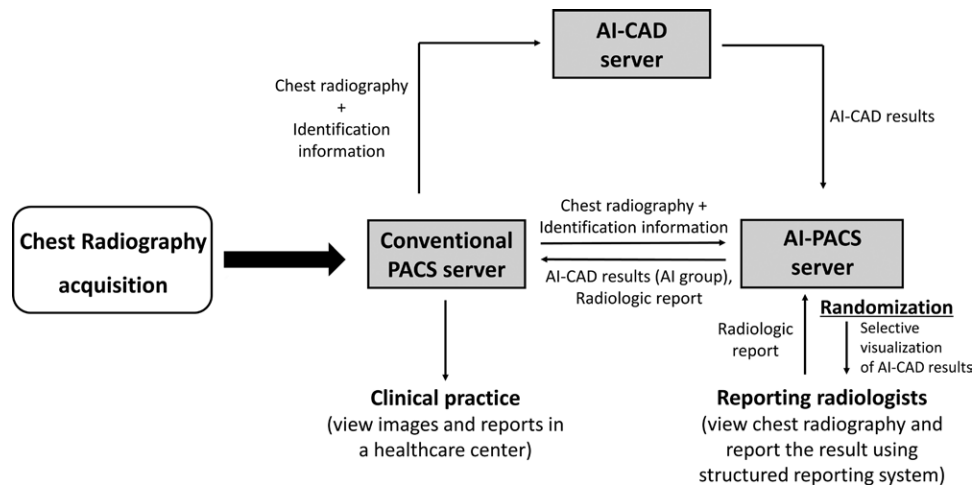 AI-CAD
server
Chest radiography
+
Identification
information
AI-CAD results
Chest Radiography
acquisition
Conventional
PACS server
Chest radiography +
Identification information
AI-CAD results (AI group),
Radiologic report
AI-PACS
server
Randomization
Radiologic
report
Selective
visualization
of AI-CAD results
Clinical practice
(view images and reports in
a healthcare center)
Reporting radiologists
(view chest radiography and
report the result using
structured reporting system)